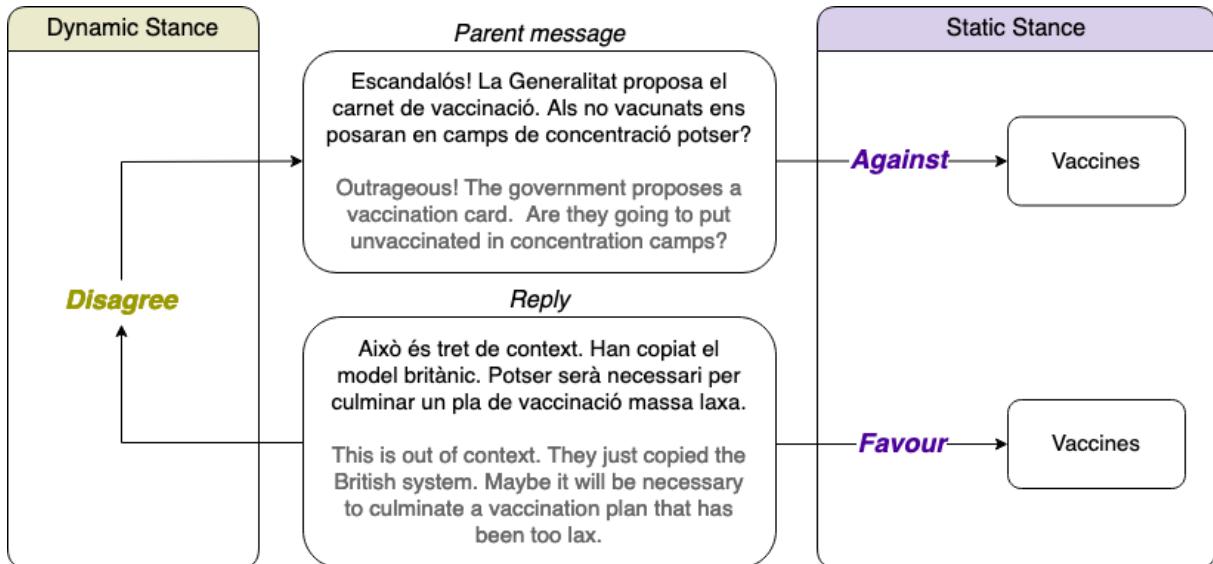 Dynamic Stance
Parent message
Static Stance
Escandalós! La Generalitat proposa el
carnet de vaccinació. Als no vacunats ens
posaran en camps de concentració potser?
Outrageous! The government proposes a
vaccination card. Are they going to put
unvaccinated in concentration camps?
Against
Vaccines
Disagree
Reply
Això és tret de context. Han copiat el
model britànic. Potser serà necessari per
culminar un pla de vaccinació massa laxa.
This is out of context. They just copied the
British system. Maybe it will be necessary
to culminate a vaccination plan that has
been too lax.
Favour
Vaccines